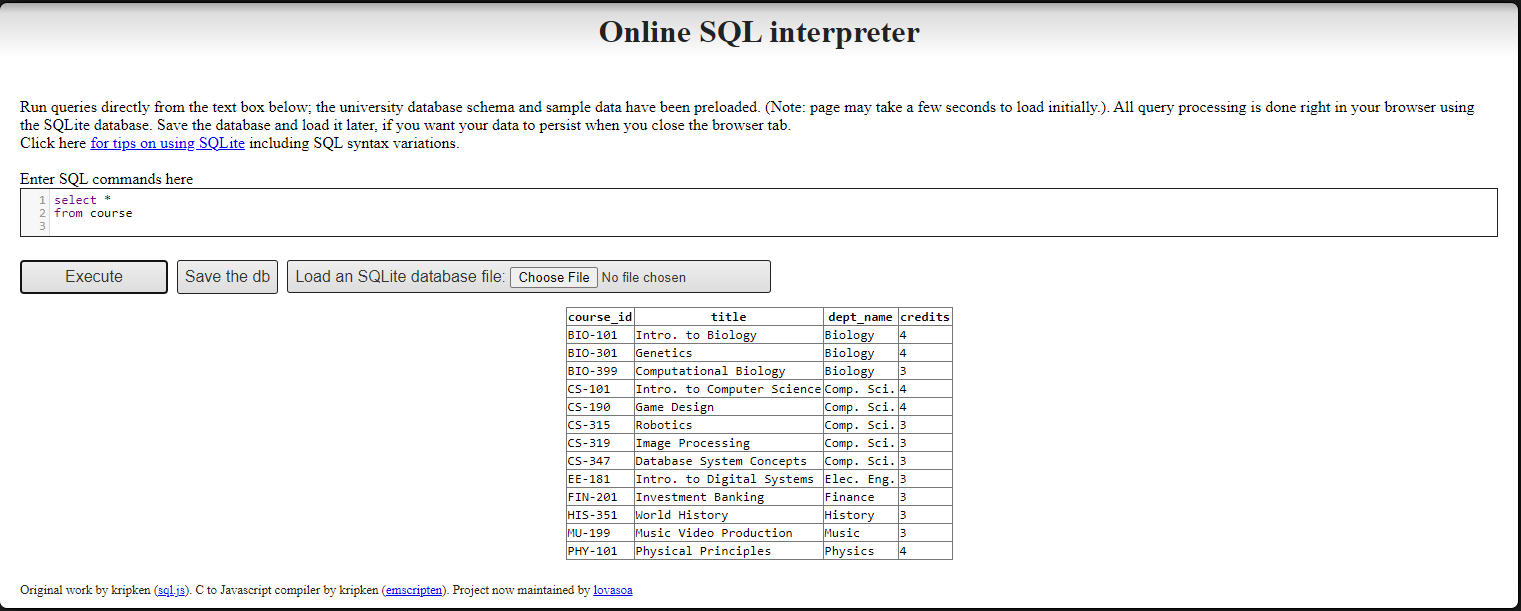 Online SQL interpreter
Run queries directly from the text box below; the university database schema and sample data have been preloaded. (Note: page may take a few seconds to load initially.). All query processing is done right in your browser using
the SQLite database. Save the database and load it later, if you want your data to persist when you close the browser tab.
Click here for tips on using SQLite including SQL syntax variations.
Enter SQL commands here
1 select *
2 from course
3
Execute Save the db Load an SQLite database file: Choose File No file chosen
course_id title dept_name credits
BIO-101 Intro. to Biology Biology 4
BIO-301 Genetics Biology 4
BIO-399 Computational Biology Biology 3
CS-101 Intro. to Computer Science Comp. Sci. 4
CS-190 Game Design Comp. Sci. 4
CS-315 Robotics Comp. Sci. 3
CS-319 Image Processing Comp. Sci. 3
CS-347 Database System Concepts Comp. Sci. 3
EE-181 Intro. to Digital Systems Elec. Eng. 3
FIN-201 Investment Banking Finance 3
HIS-351 World History History 3
MU-199 Music Video Production Music 3
PHY-101 Physical Principles Physics 4
Original work by kripken (sql.js). C to Javascript compiler by kripken (emscripten). Project now maintained by lovasoa